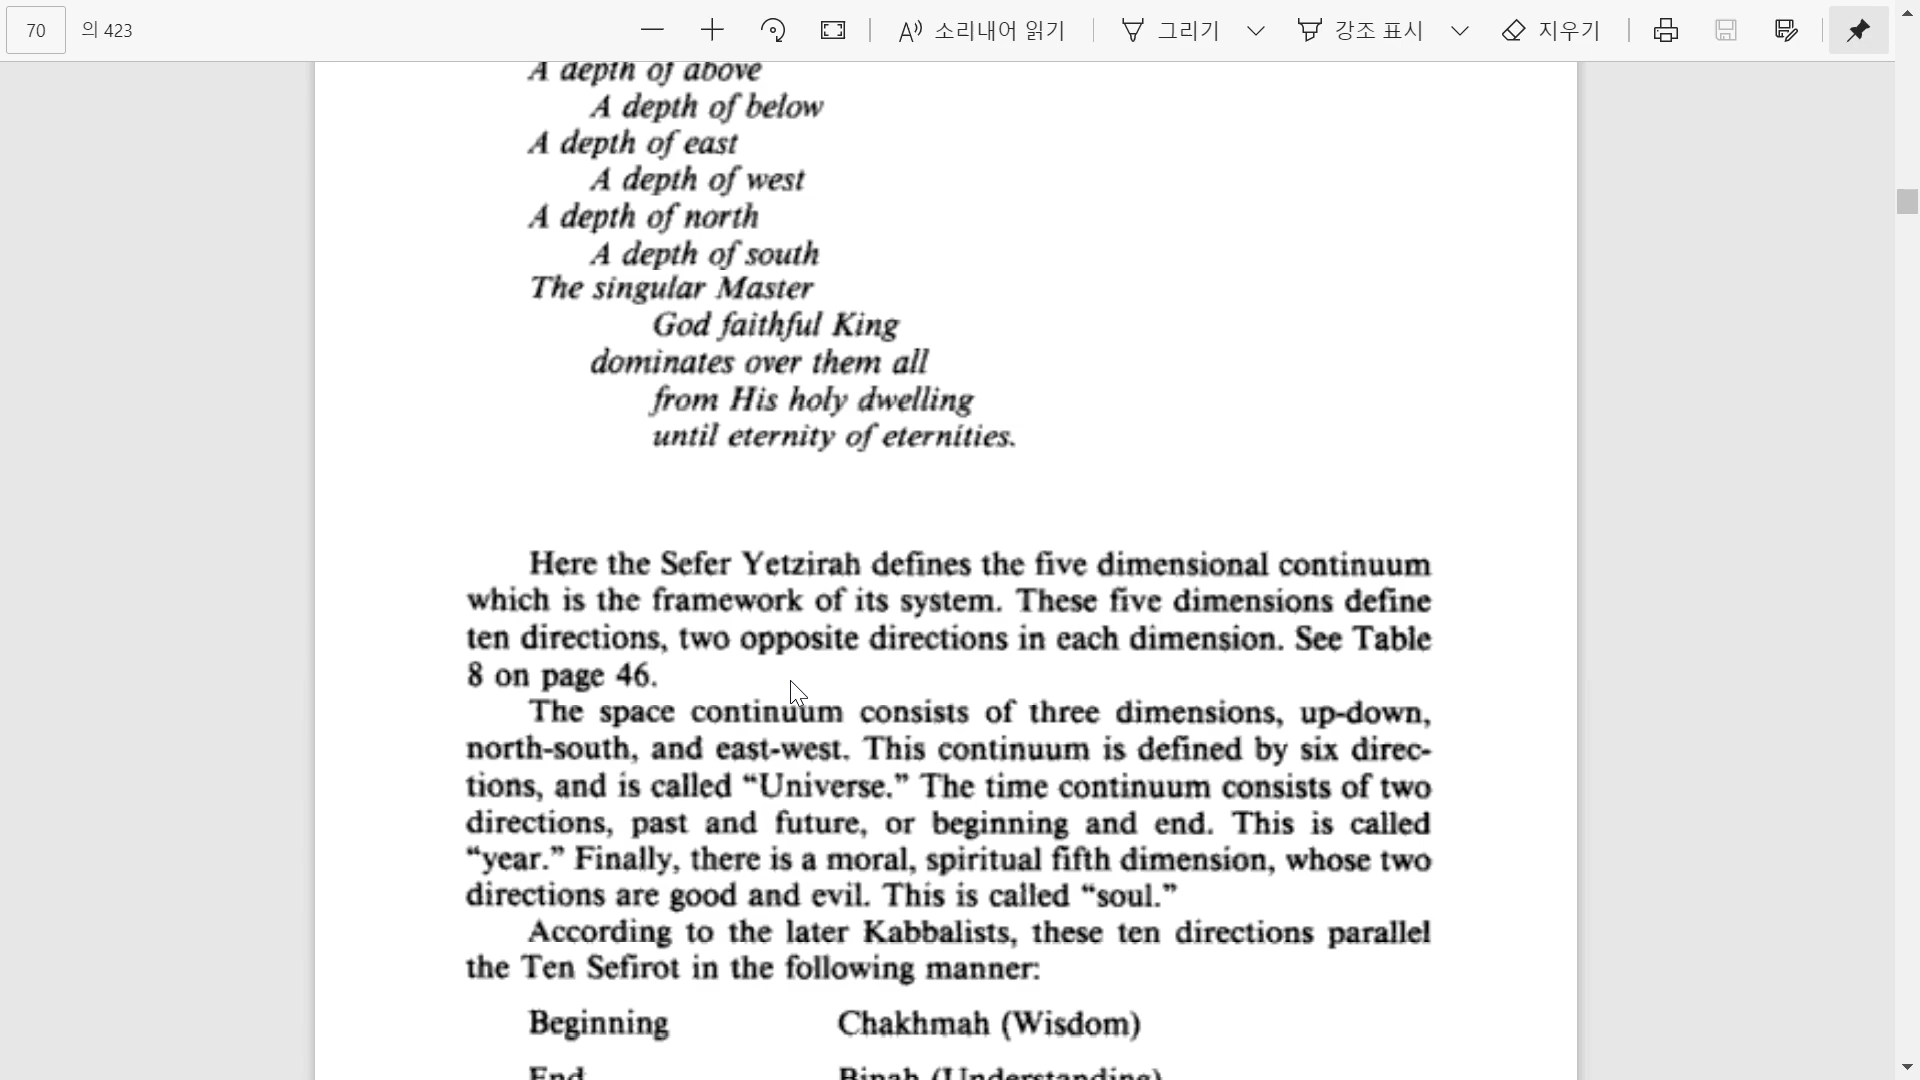 70 의 423 소리내어 읽기 그리기 강조 표시 지우기
A depth of above
A depth of below
A depth of east
A depth of west
A depth of north
A depth of south
The singular Master
God faithful King
dominates over them all
from His holy dwelling
until eternity of eternities.
Here the Sefer Yetzirah defines the five dimensional continuum
which is the framework of its system. These five dimensions define
ten directions, two opposite directions in each dimension. See Table
8 on page 46.
The space continuum consists of three dimensions, up-down,
north-south, and east-west. This continuum is defined by six direc-
tions, and is called “Universe.” The time continuum consists of two
directions, past and future, or beginning and end. This is called
“year.” Finally, there is a moral, spiritual fifth dimension, whose two
directions are good and evil. This is called “soul.”
According to the later Kabbalists, these ten directions parallel
the Ten Sefirot in the following manner:
Beginning Chakhmah (Wisdom)
End Binah (Understanding)